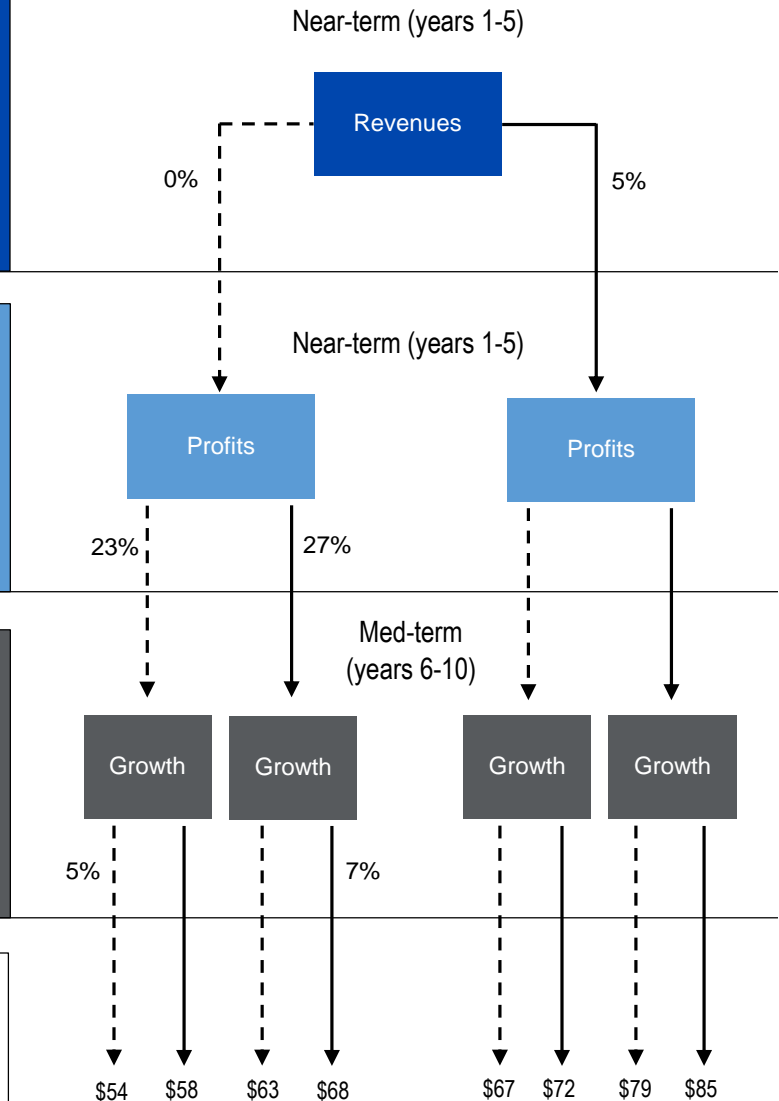 Near-term (years 1-5)
Revenues
0%
5%
Near-term (years 1-5)
Profits
Profits
23%
27%
Med-term
(years 6-10)
Growth
Growth
Growth
Growth
5%
7%
$54
$58
$63
$68
$67
$72
$79
$85